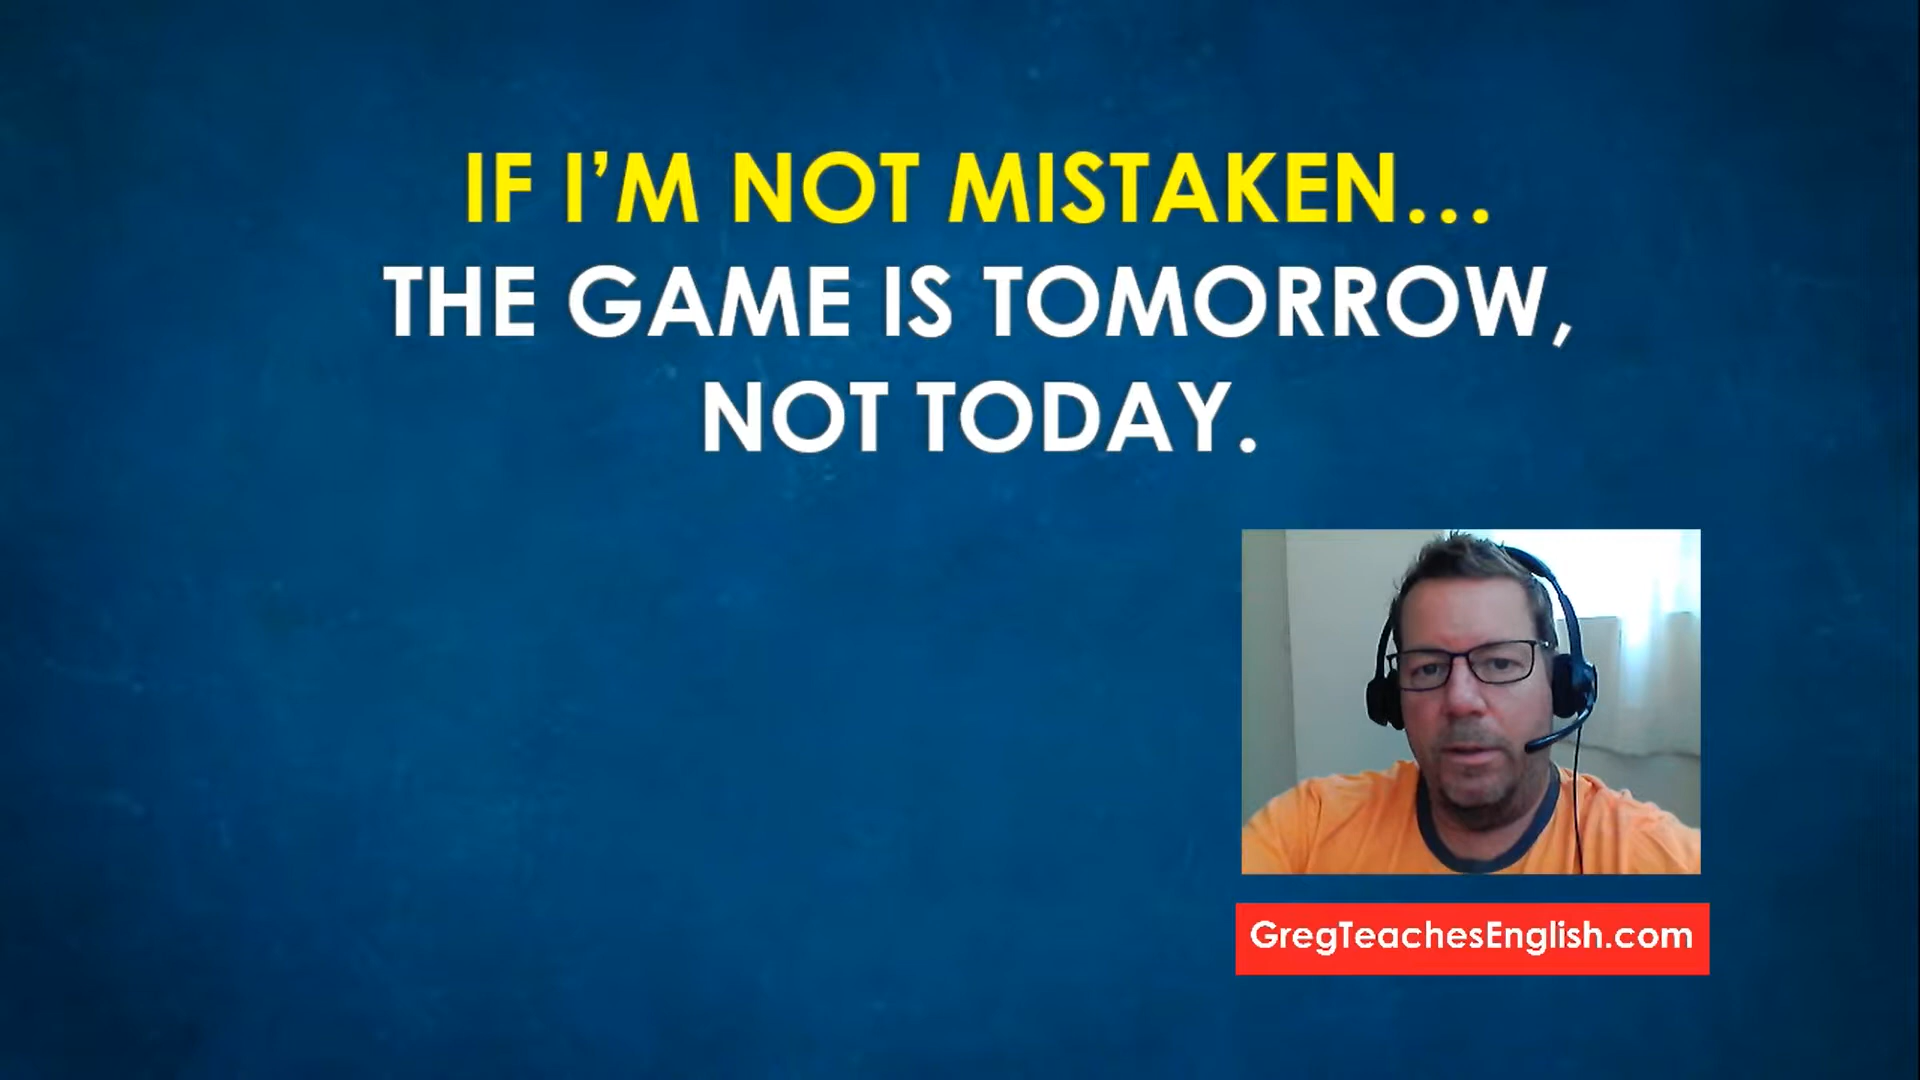 IF I’M NOT MISTAKEN…
THE GAME IS TOMORROW,
NOT TODAY.
GregTeachesEnglish.com